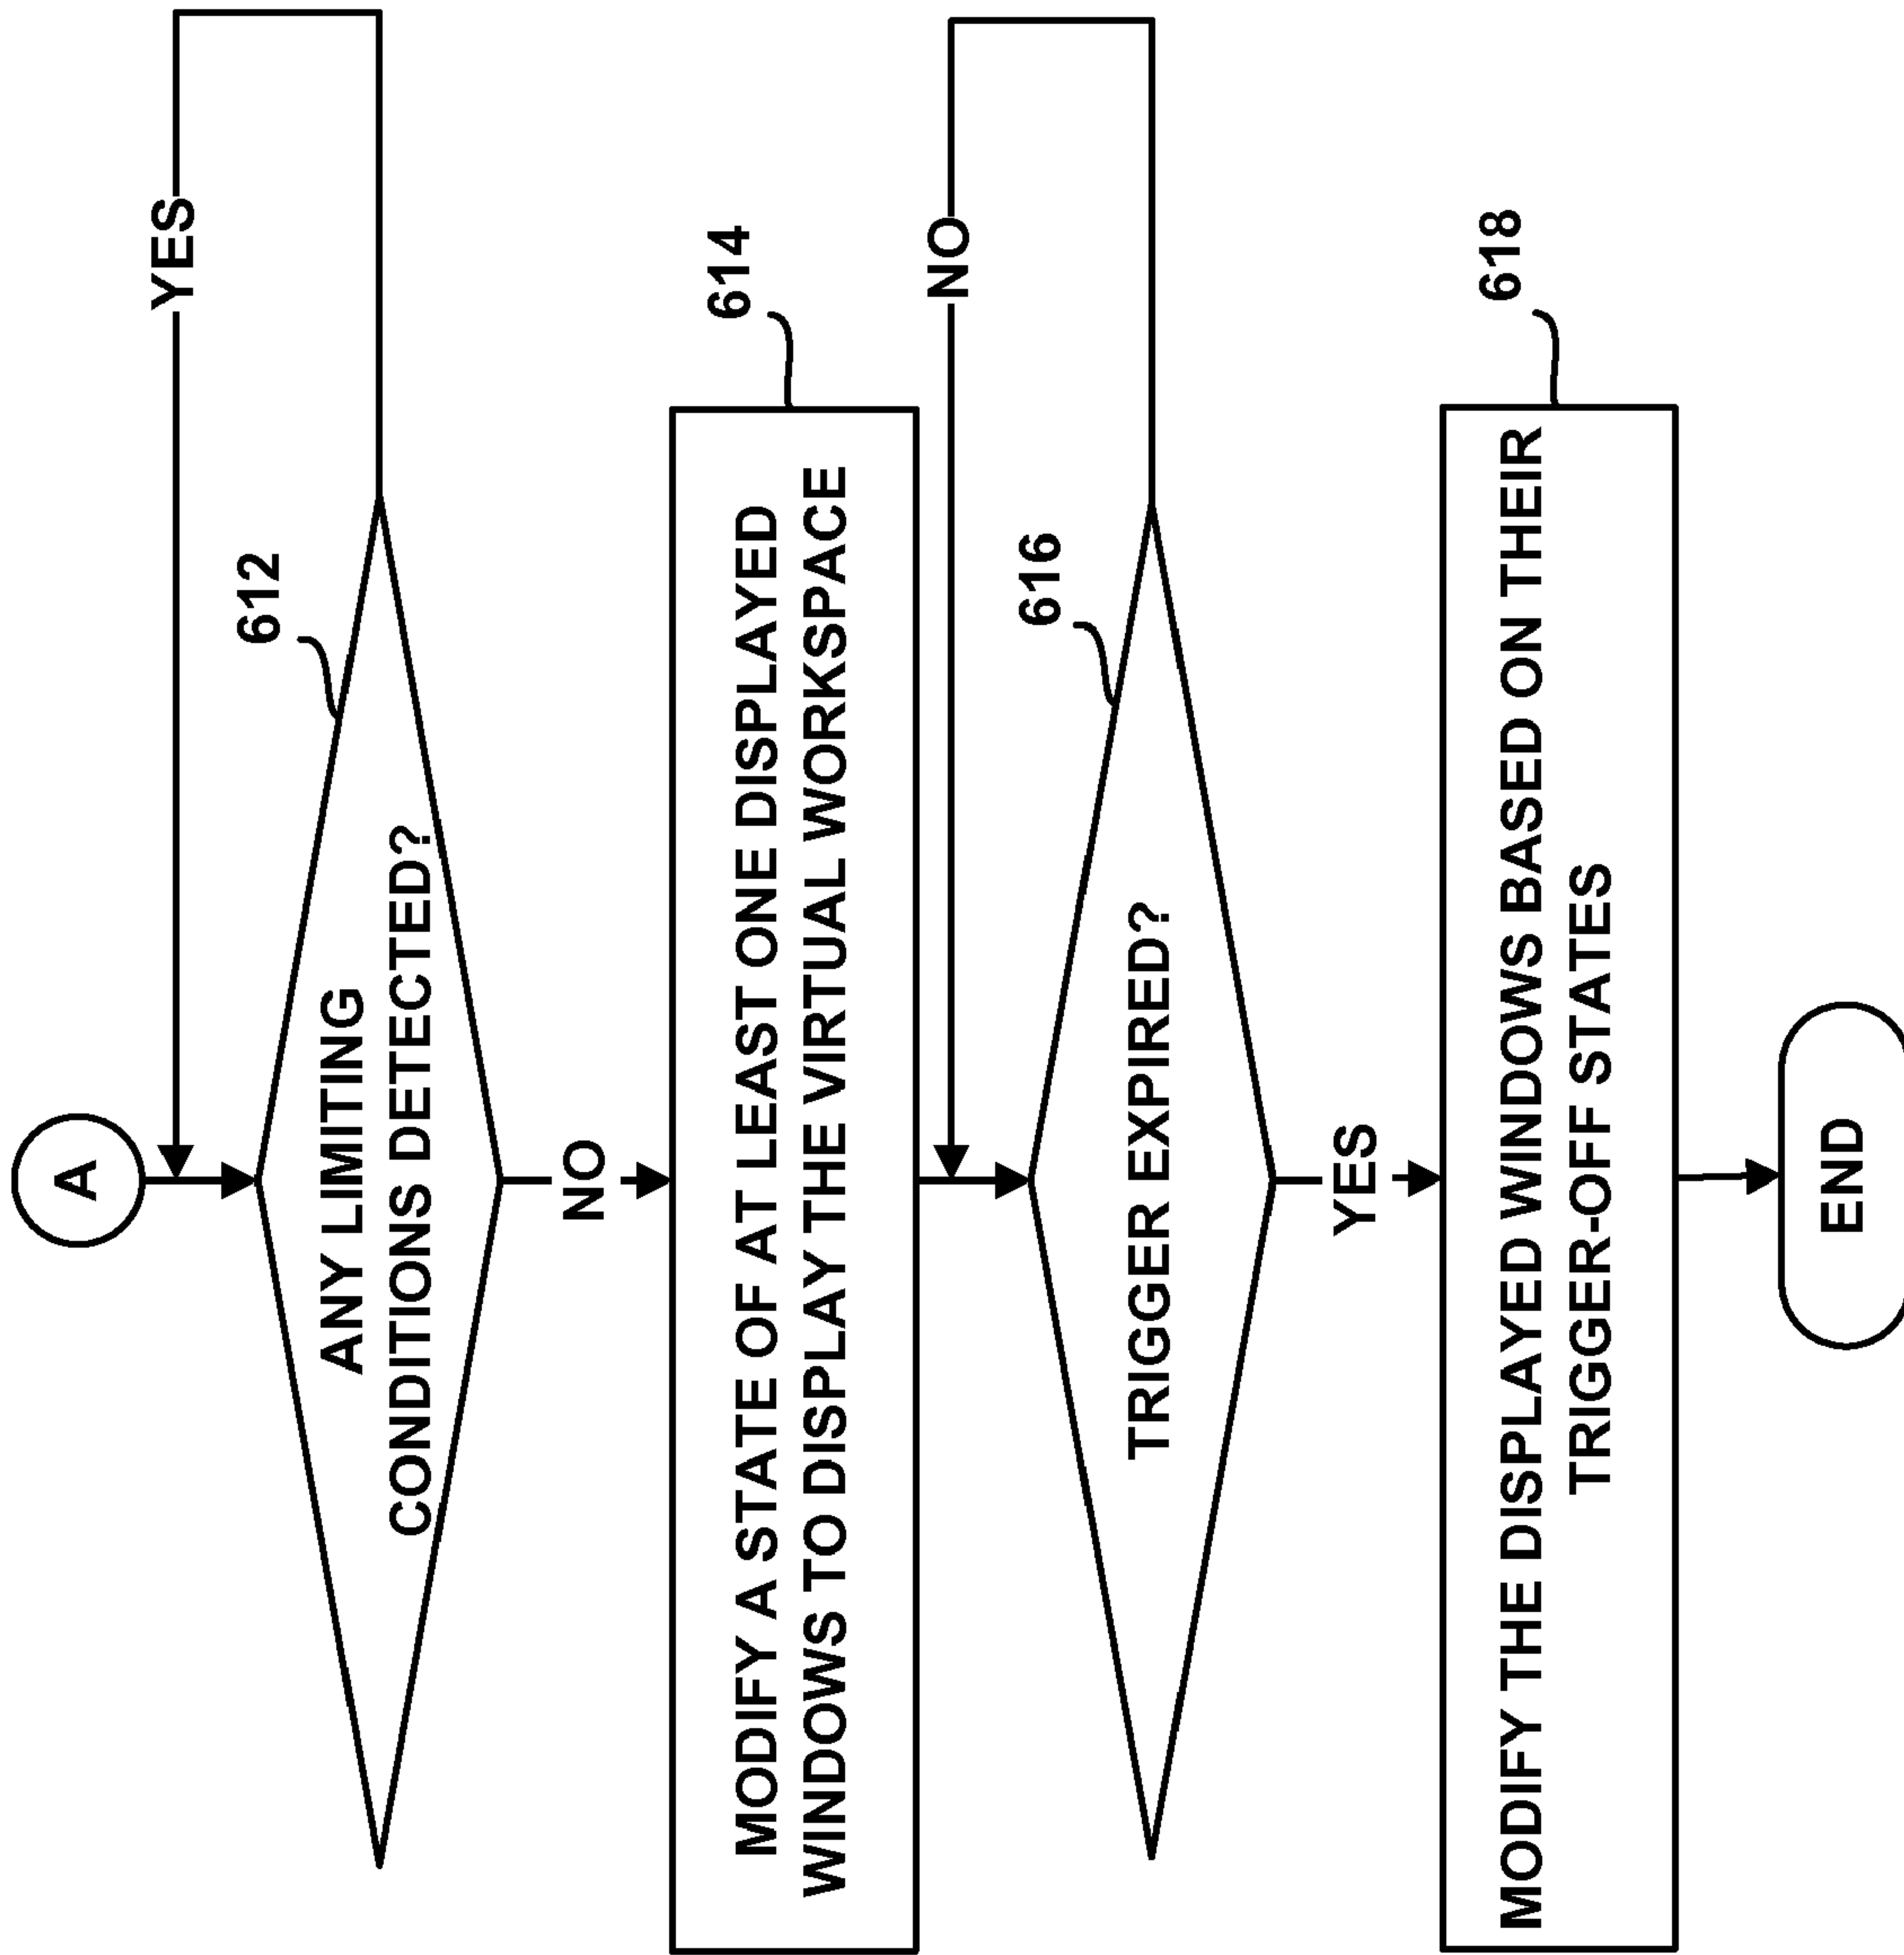 A
YES
612
ANY LIMITING
CONDITIONS DETECTED?
NO
614
MODIFY A STATE OF AT LEAST ONE DISPLAYED
WINDOWS TO DISPLAY THE VIRTUAL WORKSPACE
NO
616
TRIGGER EXPIRED?
YES
618
MODIFY THE DISPLAYED WINDOWS BASED ON THEIR
TRIGGER-OFF STATES
END